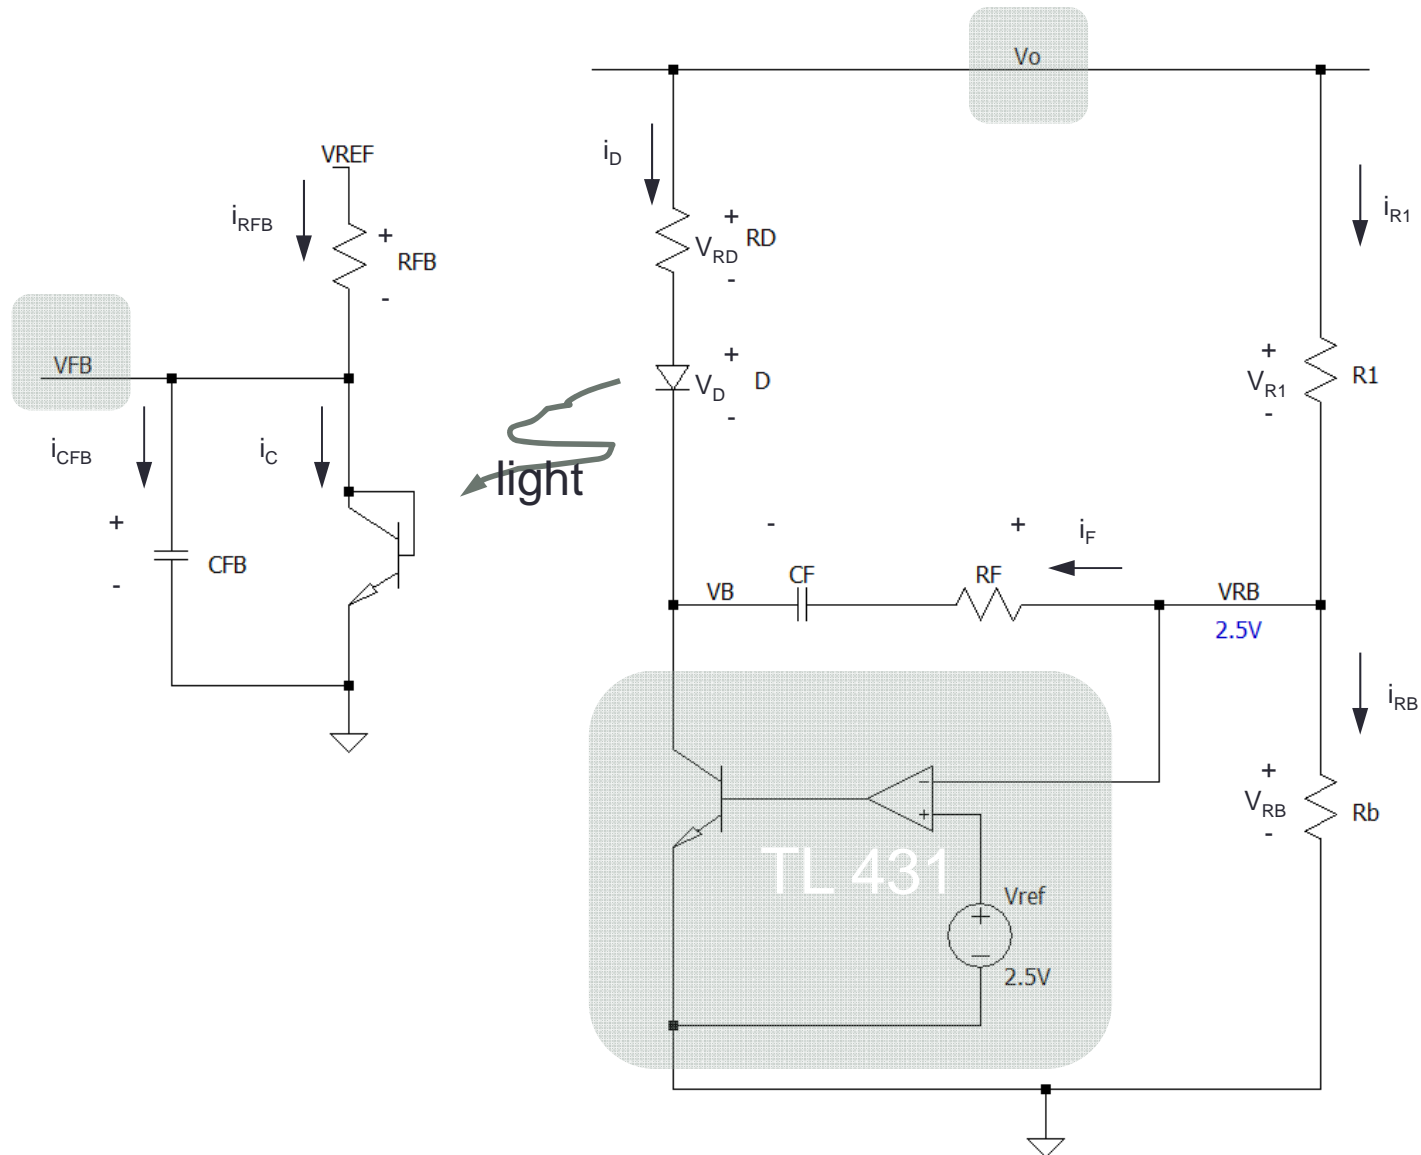 Vo
VREF
iD
iRFB
+
VRD
RD
-
iR1
+
RFB
-
VFB
+
VD
D
-
+
VR1
R1
-
iCFB
iC
light
+
-
CFB
-
+
iF
CF
RF
VB
VRB
2.5V
iRB
+
VRB
Rb
-
−
+
TL 431
Vref
+
−
2.5V